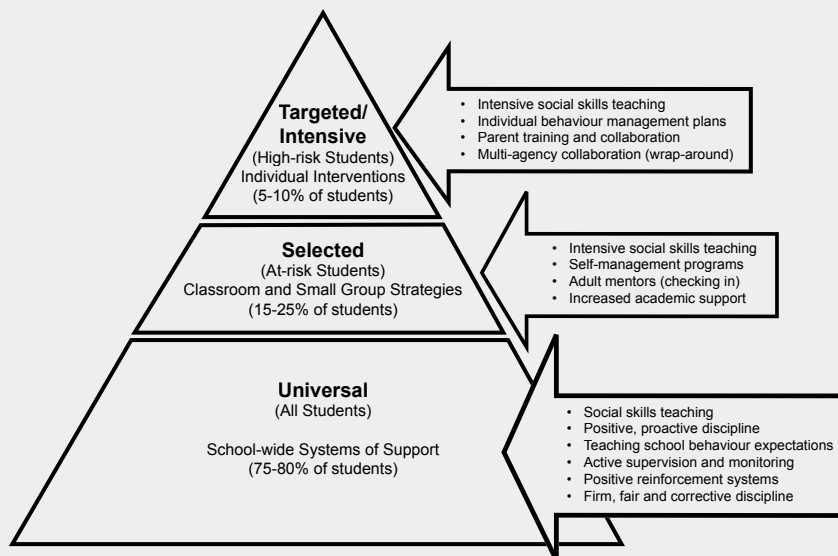 Targeted/
Intensive
(High-risk Students)
Individual Interventions
(5-10% of students)
• Intensive social skills teaching
• Individual behaviour management plans
• Parent training and collaboration
• Multi-agency collaboration (wrap-around)
Selected
(At-risk Students)
Classroom and Small Group Strategies
(15-25% of students)
• Intensive social skills teaching
• Self-management programs
• Adult mentors (checking in)
• Increased academic support
Universal
(All Students)
School-wide Systems of Support
(75-80% of students)
• Social skills teaching
• Positive, proactive discipline
• Teaching school behaviour expectations
• Active supervision and monitoring
• Positive reinforcement systems
• Firm, fair and corrective discipline